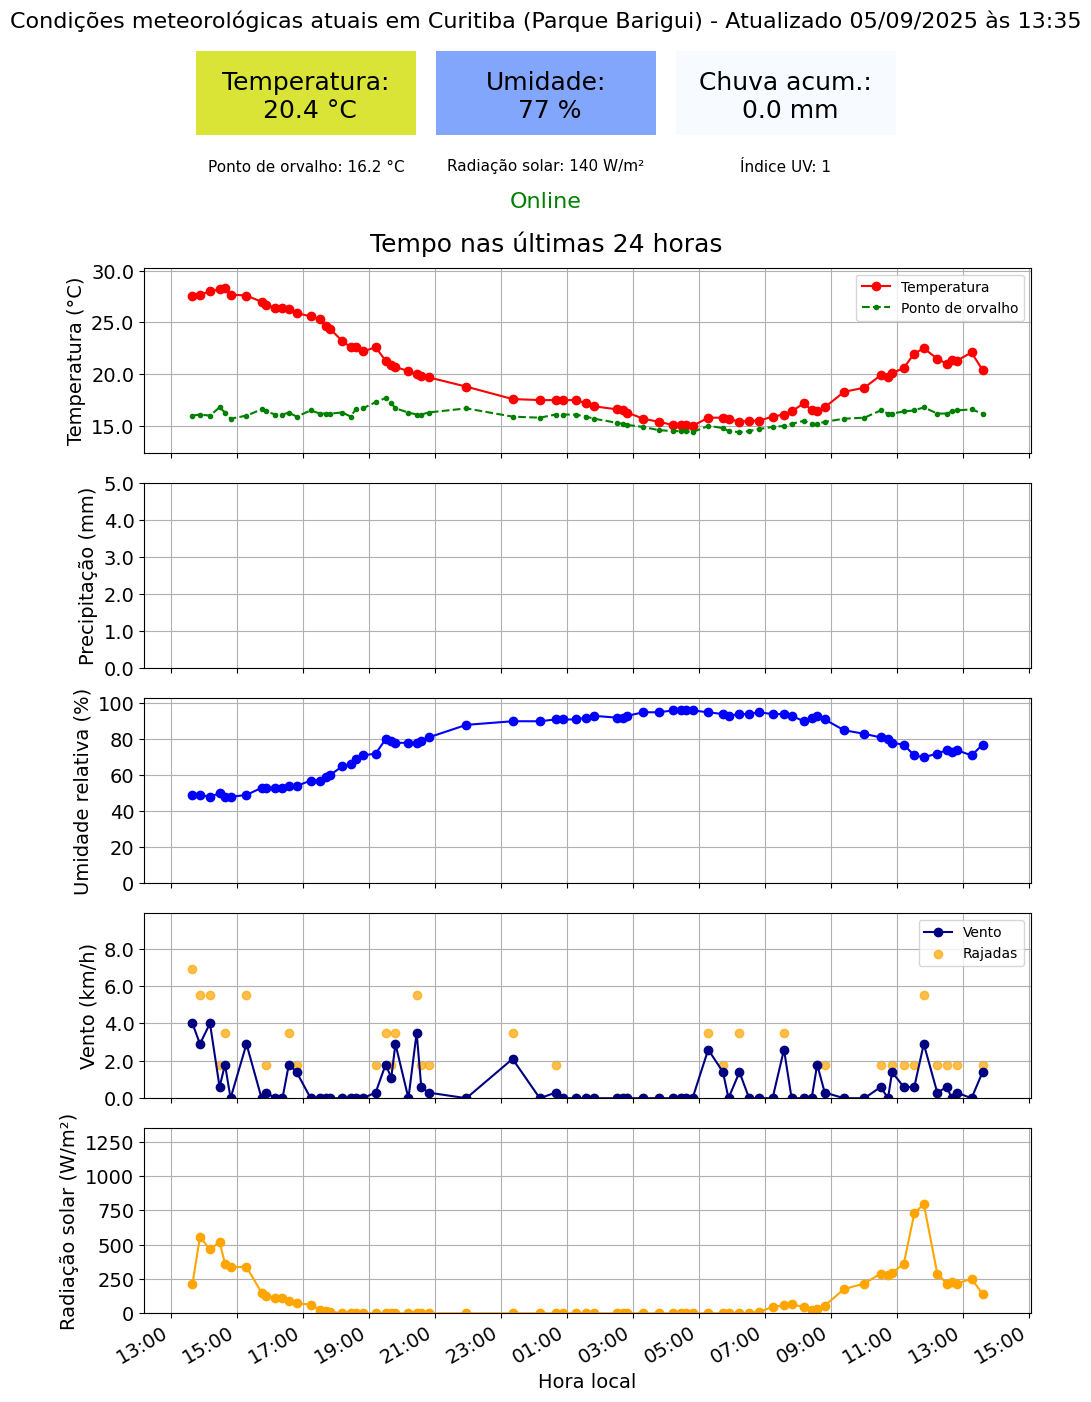 Condições meteorológicas atuais em Curitiba (Parque Barigui) - Atualizado 05/09/2025 às 13:35
Temperatura:
20.4 °C
Umidade:
77 %
Chuva acum.:
0.0 mm
Ponto de orvalho: 16.2 °C
Radiação solar: 140 W/m²
Índice UV: 1
Online
Tempo nas últimas 24 horas
Temperatura (°C)
30.0
25.0
20.0
15.0
Temperatura
Ponto de orvalho
Precipitação (mm)
5.0
4.0
3.0
2.0
1.0
0.0
Umidade relativa (%)
100
80
60
40
20
0
Vento (km/h)
8.0
6.0
4.0
2.0
0.0
Vento
Rajadas
Radiação solar (W/m²)
1250
1000
750
500
250
0
13:00
15:00
17:00
19:00
21:00
23:00
01:00
03:00
05:00
07:00
09:00
11:00
13:00
15:00
Hora local